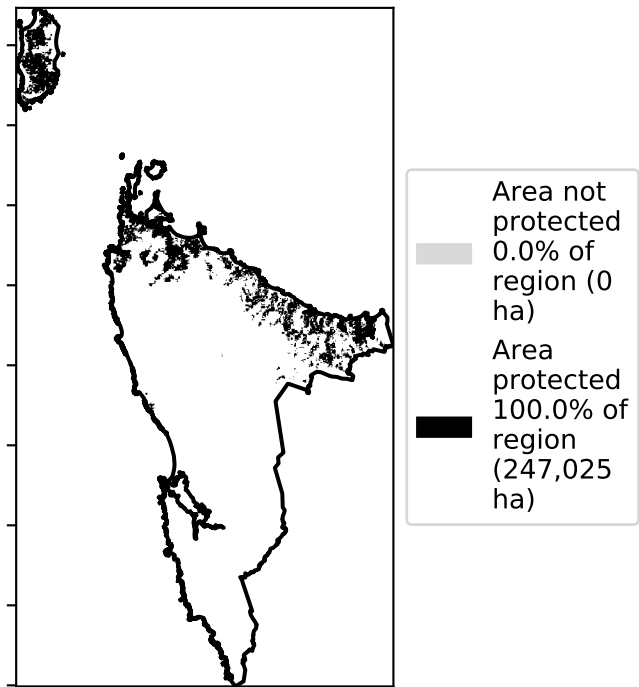 Area not
protected
0.0% of
region (0
ha)
Area
protected
100.0% of
region
(247,025
ha)